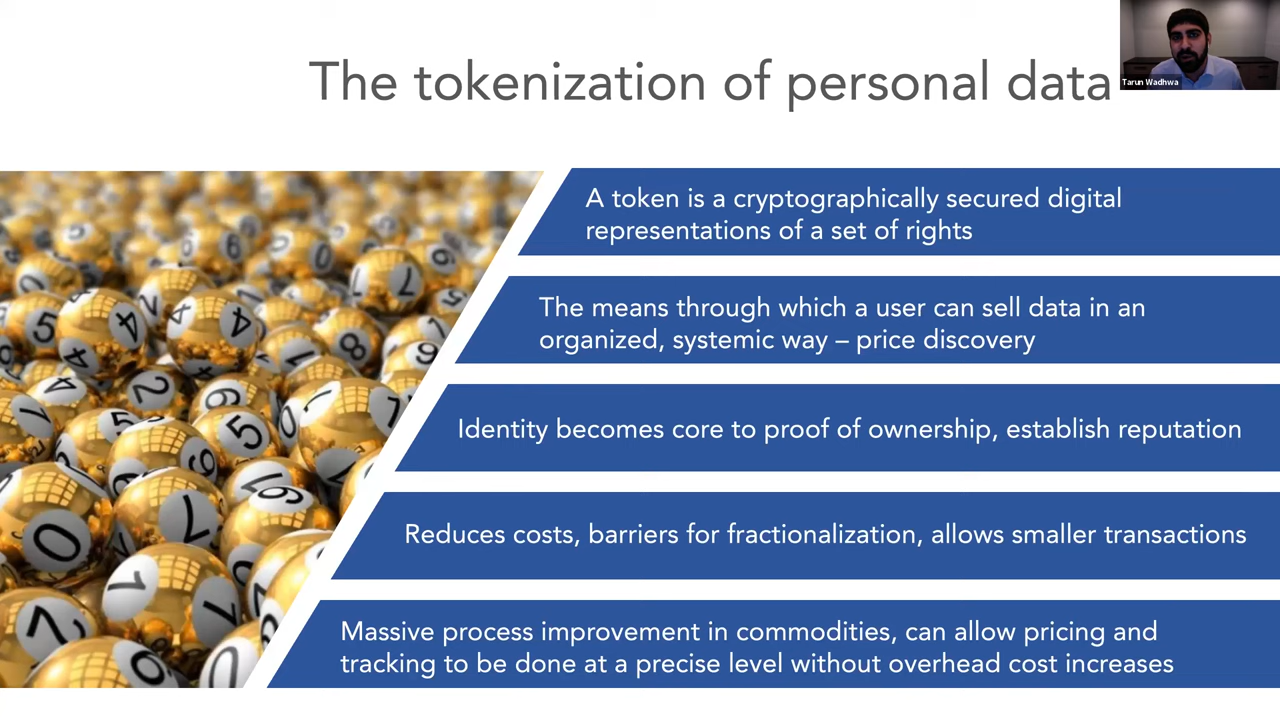 The tokenization of personal data
Tarun Wadhwa
A token is a cryptographically secured digital
representations of a set of rights
The means through which a user can sell data in an
organized, systemic way – price discovery
Identity becomes core to proof of ownership, establish reputation
Reduces costs, barriers for fractionalization, allows smaller transactions
Massive process improvement in commodities, can allow pricing and
tracking to be done at a precise level without overhead cost increases